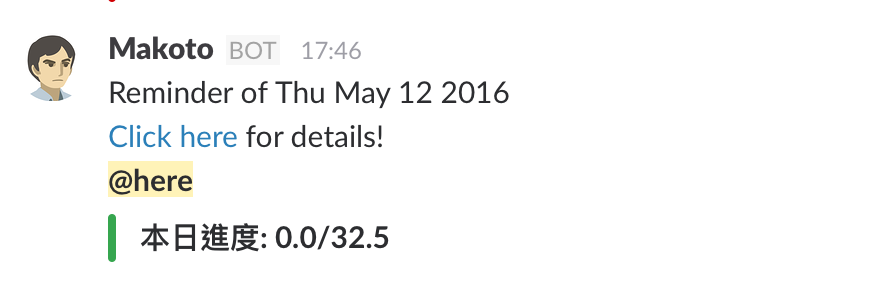 Makoto BOT 17:46
Reminder of Thu May 12 2016
Click here for details!
@here
本日進度: 0.0/32.5